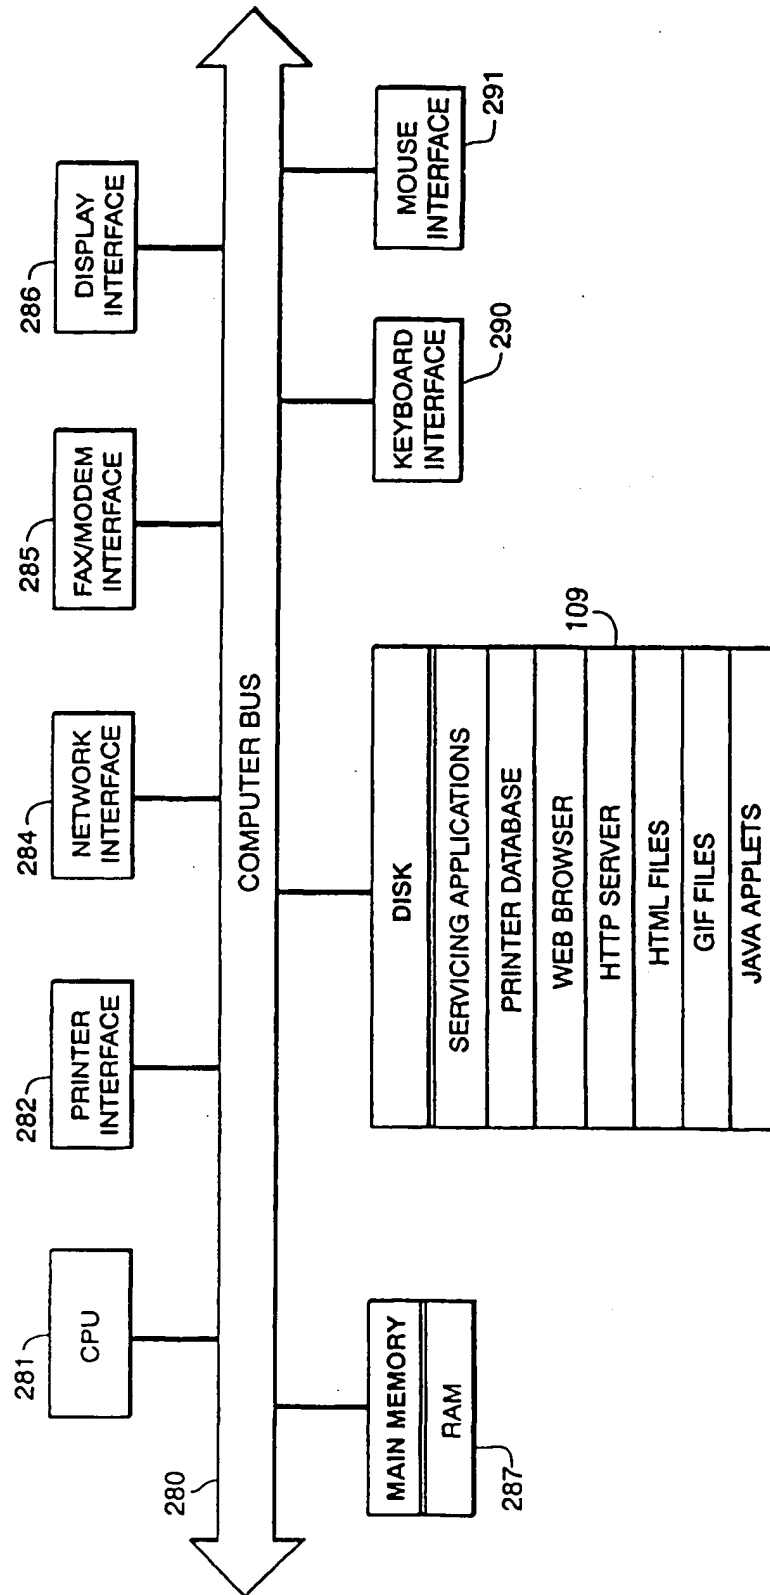 281
CPU
282
PRINTER
INTERFACE
284
NETWORK
INTERFACE
285
FAX/MODEM
INTERFACE
286
DISPLAY
INTERFACE
280
COMPUTER BUS
MAIN MEMORY
RAM
287
DISK
SERVICING APPLICATIONS
PRINTER DATABASE
WEB BROWSER
HTTP SERVER
HTML FILES
GIF FILES
JAVA APPLETS
109
KEYBOARD
INTERFACE
290
MOUSE
INTERFACE
291